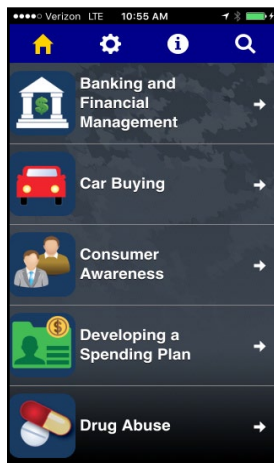 Verizon LTE 10:55 AM
Banking and
Financial
Management
Car Buying
Consumer
Awareness
Developing a
Spending Plan
Drug Abuse